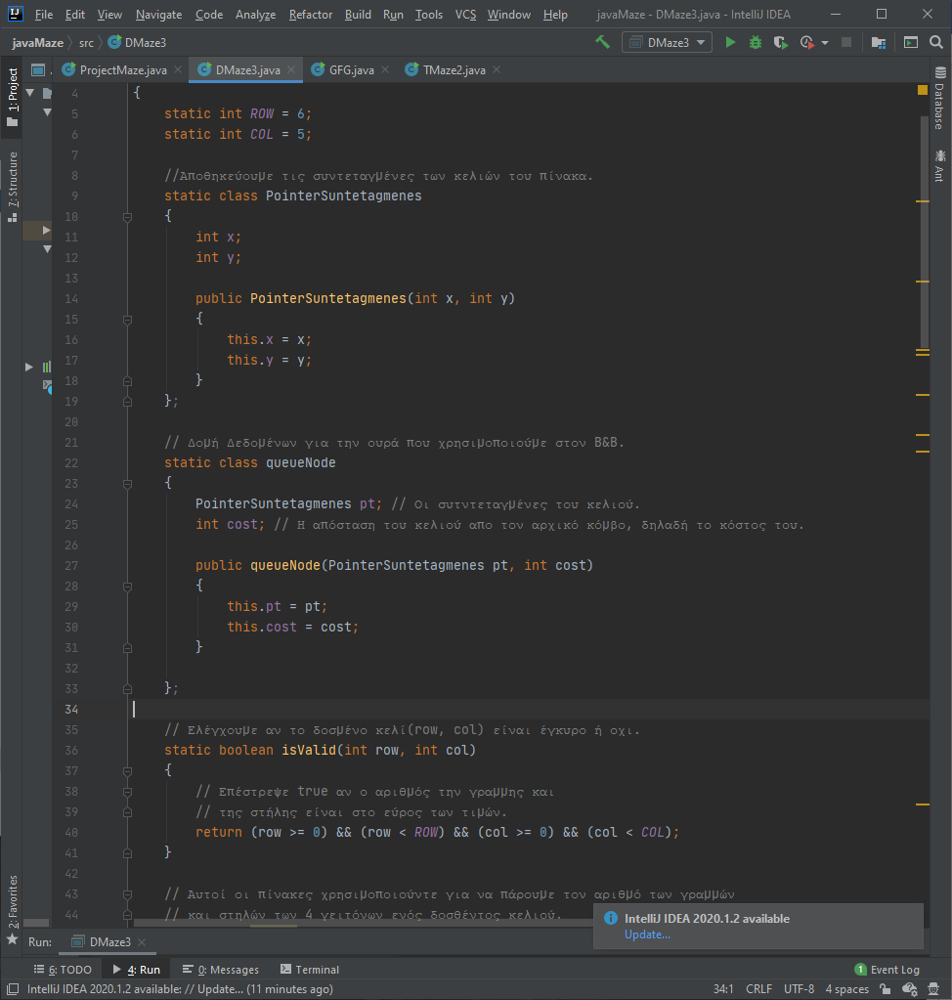 File Edit View Navigate Code Analyze Refactor Build Run Tools VCS Window Help javaMaze - DMaze3.java - IntelliJ IDEA
javaMaze src DMaze3 DMaze3
ProjectMaze.java DMaze3.java GFG.java TMaze2.java
1: Project
7: Structure
2: Favorites
Database
Ant
4 {
5 static int ROW = 6;
6 static int COL = 5;
7
8 //Αποθηκεύουμε τις συντεταγμένες των κελιών του πίνακα.
9 static class PointerSuntetagmenes
10 {
11 int x;
12 int y;
13
14 public PointerSuntetagmenes(int x, int y)
15 {
16 this.x = x;
17 this.y = y;
18 }
19 };
20
21 // Δομή Δεδομένων για την ουρά που χρησιμοποιούμε στον B&B.
22 static class queueNode
23 {
24 PointerSuntetagmenes pt; // Οι συτντεταγμένες του κελιού.
25 int cost; // Η απόσταση του κελιού απο τον αρχικό κόμβο, δηλαδή το κόστος του.
26
27 public queueNode(PointerSuntetagmenes pt, int cost)
28 {
29 this.pt = pt;
30 this.cost = cost;
31 }
32
33 };
34
35 // Ελέγχουμε αν το δοσμένο κελί(row, col) είναι έγκυρο ή οχι.
36 static boolean isValid(int row, int col)
37 {
38 // Επέστρεψε true αν ο αριθμός την γραμμης και
39 // της στήλης είναι στο εύρος των τιμών.
40 return (row >= 0) && (row < ROW) && (col >= 0) && (col < COL);
41 }
42
43 // Αυτοί οι πίνακες χρησιμοποιούντε για να πάρουμε τον αριθμό των γραμμών
44 // και στηλών των 4 γειτόνων ενός δοσθέντος κελιού.
IntelliJ IDEA 2020.1.2 available
Update...
Run: DMaze3
6: TODO 4: Run 0: Messages Terminal 1 Event Log
IntelliJ IDEA 2020.1.2 available: // Update... (11 minutes ago) 34:1 CRLF UTF-8 4 spaces